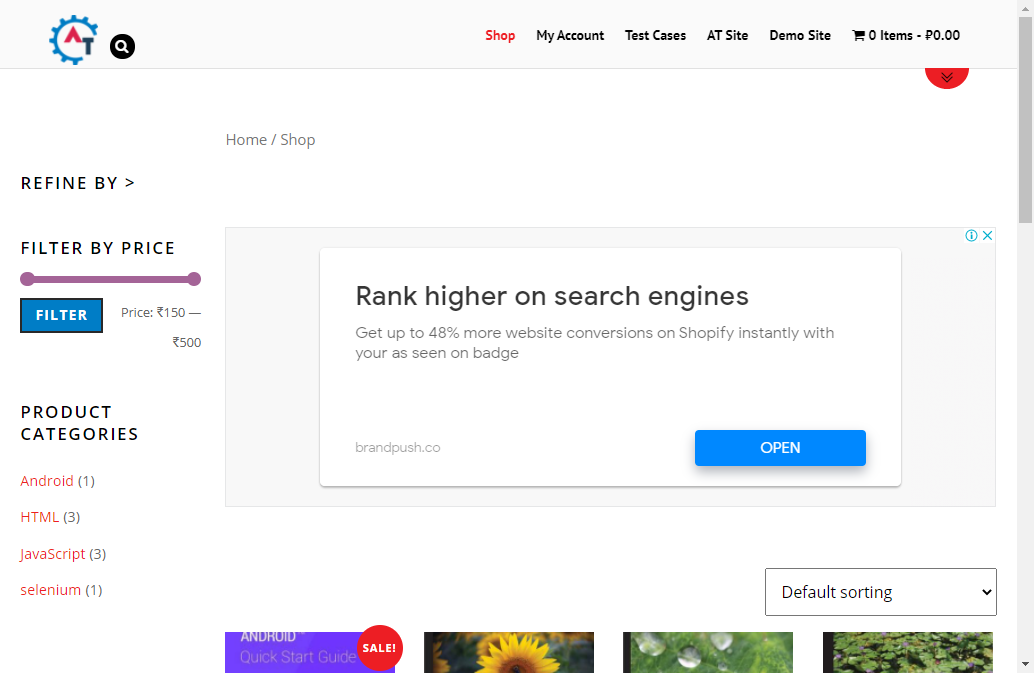 AT
Shop My Account Test Cases AT Site Demo Site 0 Items - ₽0.00
Home / Shop
REFINE BY >
FILTER BY PRICE
FILTER Price: ₹150 —
₹500
PRODUCT
CATEGORIES
Android (1)
HTML (3)
JavaScript (3)
selenium (1)
Rank higher on search engines
Get up to 48% more website conversions on Shopify instantly with
your as seen on badge
brandpush.co OPEN
Default sorting
ANDROID
Quick Start Guide
SALE!